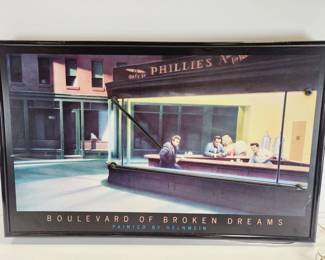 PHILLIES
BOULEVARD OF BROKEN DREAMS
PAINTED BY HELNWEIN